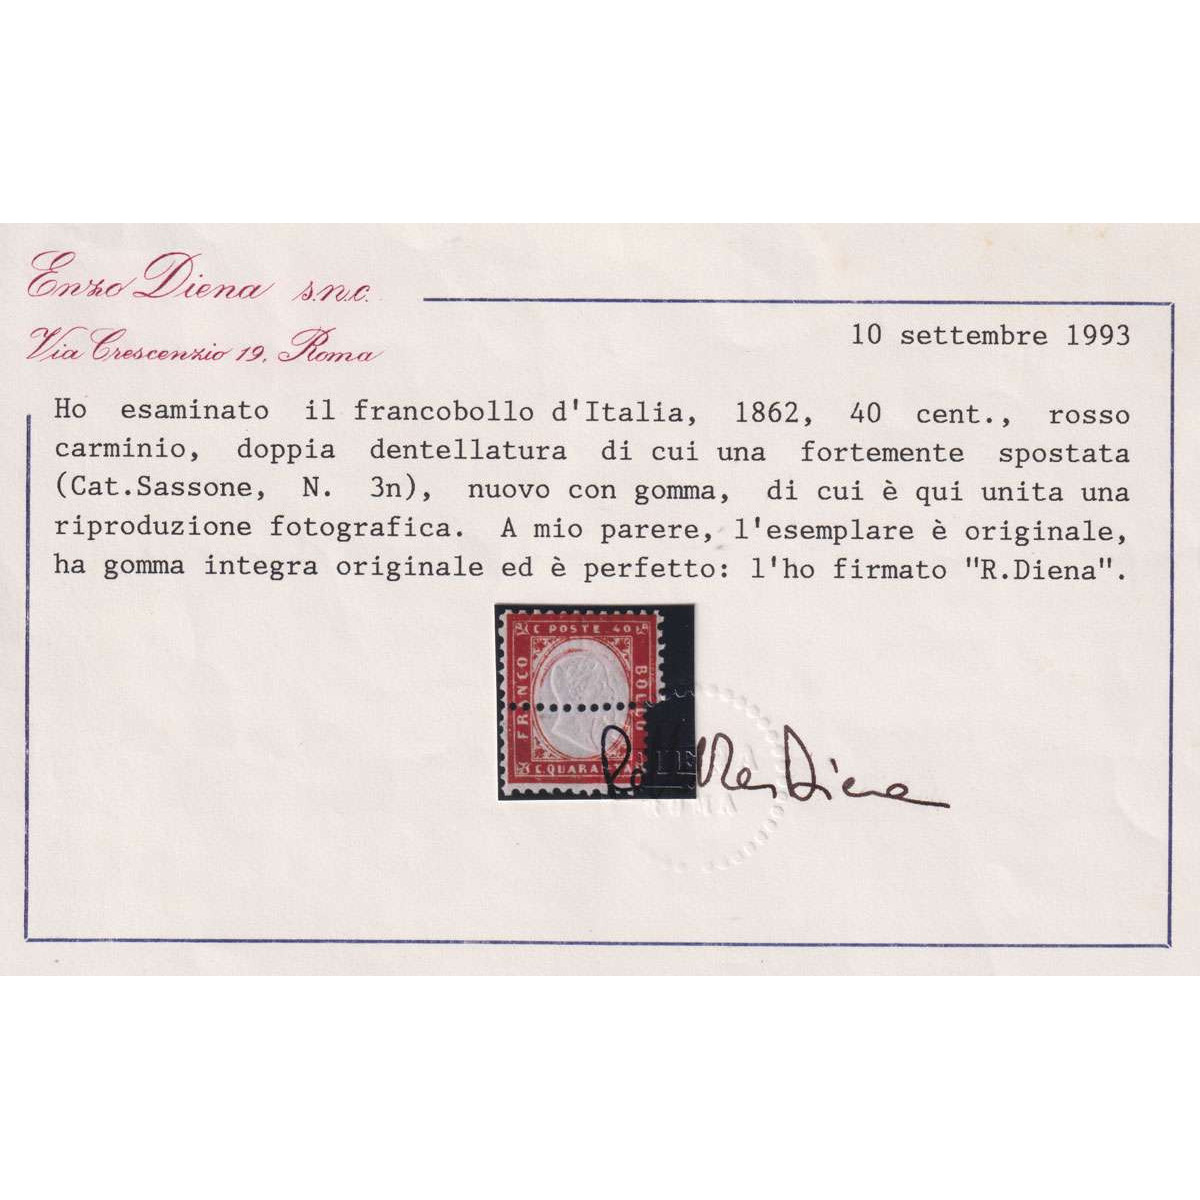 Enzo Diena s.n.c.
Via Crescenzio 19. Roma
10 settembre 1993
Ho esaminato il francobollo d'Italia, 1862, 40 cent., rosso
carminio, doppia dentellatura di cui una fortemente spostata
(Cat.Sassone, N. 3n), nuovo con gomma, di cui è qui unita una
riproduzione fotografica. A mio parere, l'esemplare è originale,
ha gomma integra originale ed è perfetto: l'ho firmato "R.Diena".
C POSTE 40
FRANCO
BOLLO
C. QUARA
Diena